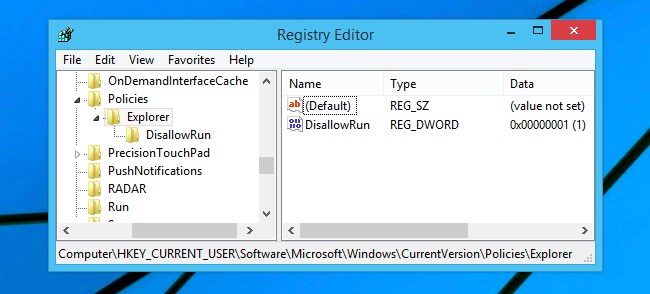 Registry Editor
File Edit View Favorites Help
OnDemandInterfaceCache
Policies
Explorer
DisallowRun
PrecisionTouchPad
PushNotifications
RADAR
Run
Name Type Data
ab (Default) REG_SZ (value not set)
DisallowRun REG_DWORD 0x00000001 (1)
Computer\HKEY_CURRENT_USER\Software\Microsoft\Windows\CurrentVersion\Policies\Explorer